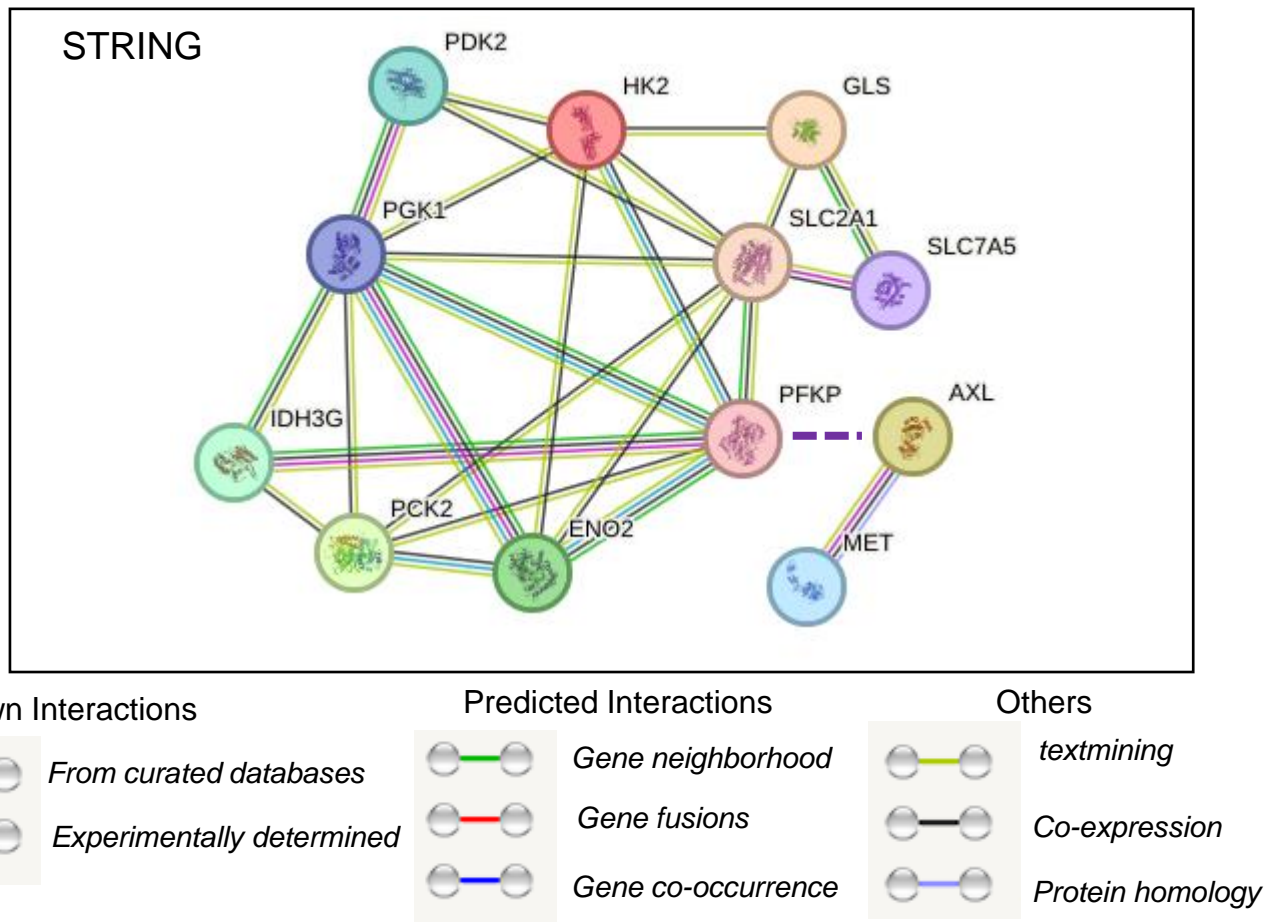 STRING
PDK2
HK2
GLS
PGK1
SLC2A1
SLC7A5
PFKP
AXL
IDH3G
PCK2
ENO2
MET
Interactions
From curated databases
Experimentally determined
Predicted Interactions
Gene neighborhood
Gene fusions
Gene co-occurrence
Others
textmining
Co-expression
Protein homology